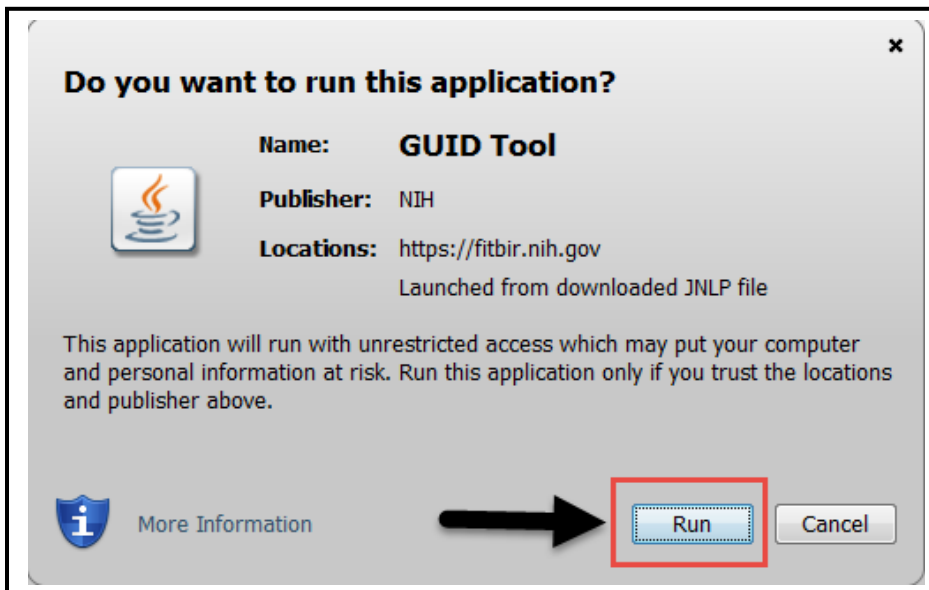 Do you want to run this application?
Name: GUID Tool
Publisher: NIH
Locations: https://fitbir.nih.gov
Launched from downloaded JNLP file
This application will run with unrestricted access which may put your computer
and personal information at risk. Run this application only if you trust the locations
and publisher above.
More Information Run Cancel